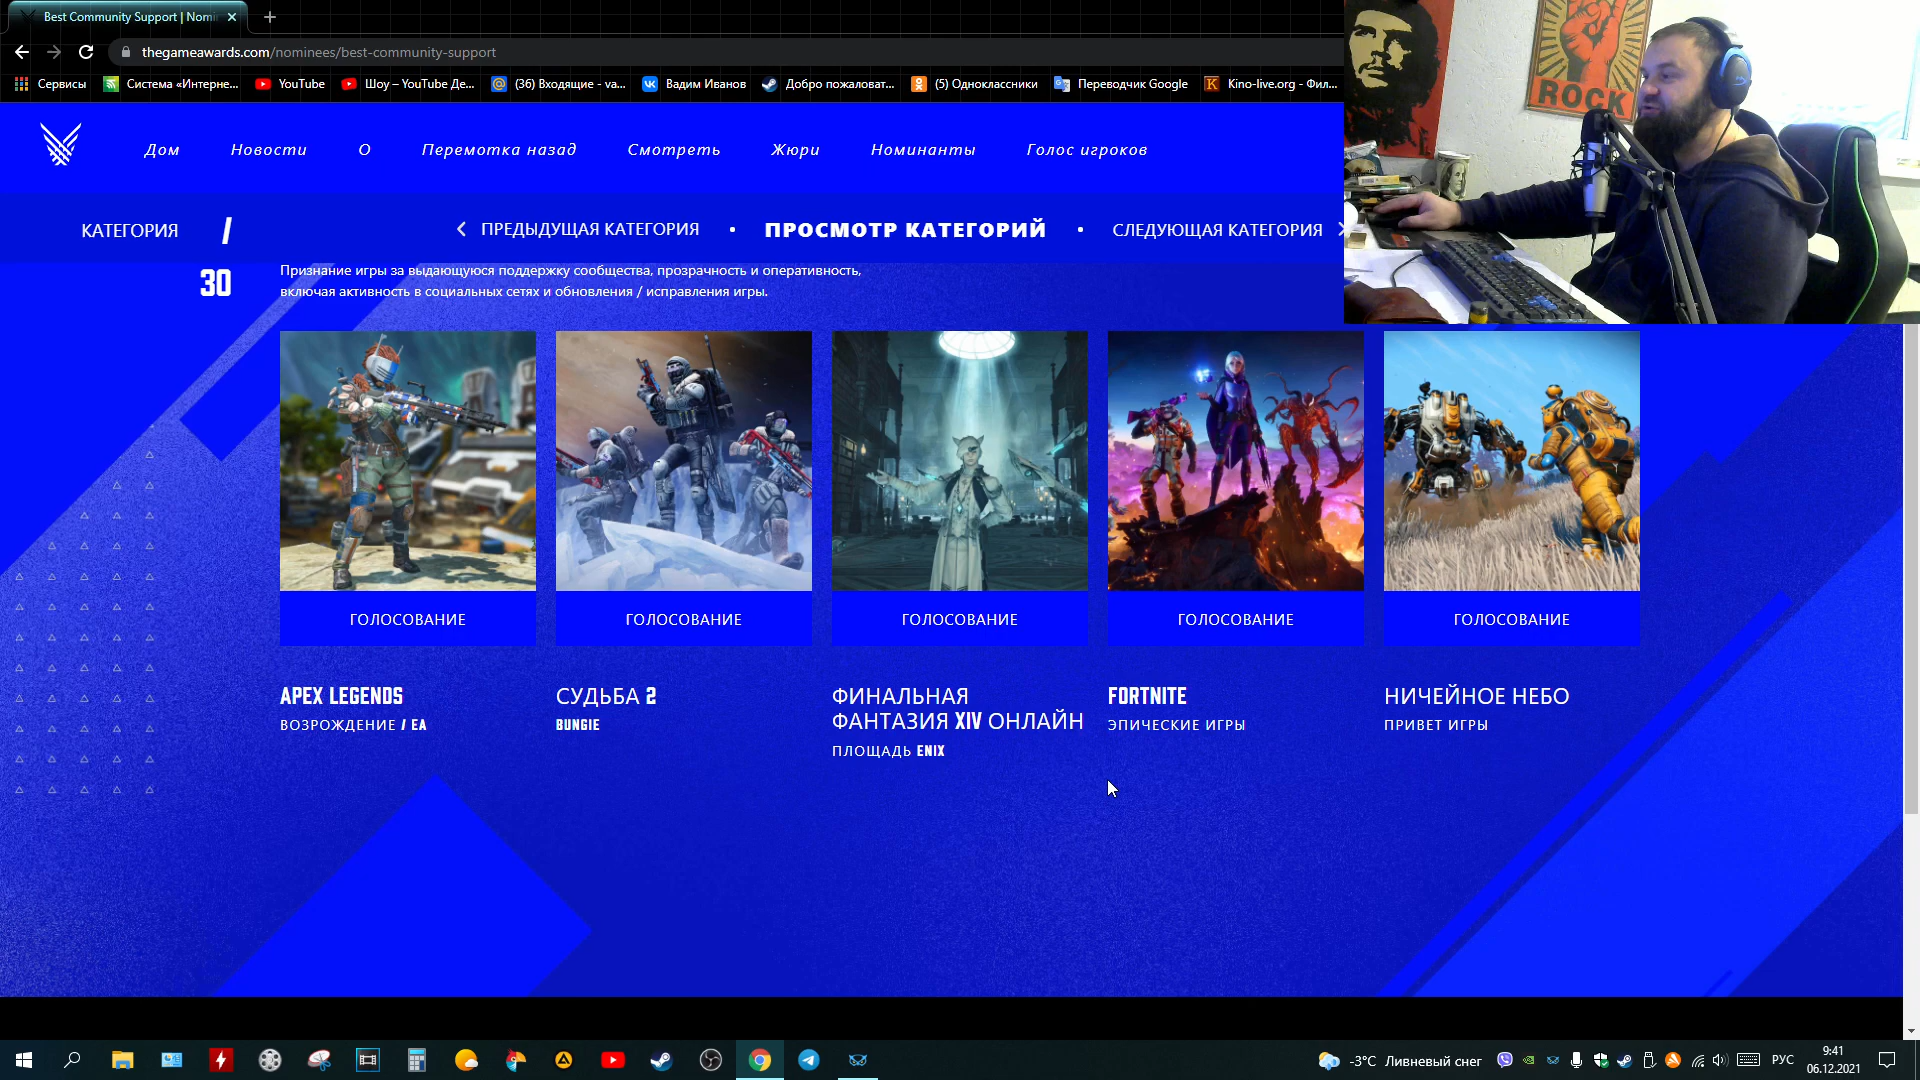 Best Community Support | Nomi
thegameawards.com/nominees/best-community-support
Сервисы
Система «Интерне...
YouTube
Шоу – YouTube Де...
(36) Входящие - va...
Вадим Иванов
Добро пожаловат...
(5) Одноклассники
Переводчик Google
Kino-live.org - Фил...
ROCK
Дом
Новости
О
Перемотка назад
Смотреть
Жюри
Номинанты
Голос игроков
КАТЕГОРИЯ / 30
ПРЕДЫДУЩАЯ КАТЕГОРИЯ
•
ПРОСМОТР КАТЕГОРИЙ
•
СЛЕДУЮЩАЯ КАТЕГОРИЯ
Признание игры за выдающуюся поддержку сообщества, прозрачность и оперативность,
включая активность в социальных сетях и обновления / исправления игры.
ГОЛОСОВАНИЕ
ГОЛОСОВАНИЕ
ГОЛОСОВАНИЕ
ГОЛОСОВАНИЕ
ГОЛОСОВАНИЕ
APEX LEGENDS
ВОЗРОЖДЕНИЕ / EA
СУДЬБА 2
BUNGIE
ФИНАЛЬНАЯ
ФАНТАЗИЯ XIV ОНЛАЙН
ПЛОЩАДЬ ENIX
FORTNITE
ЭПИЧЕСКИЕ ИГРЫ
НИЧЕЙНОЕ НЕБО
ПРИВЕТ ИГРЫ
-3°C Ливневый снег
РУС
9:41
06.12.2021